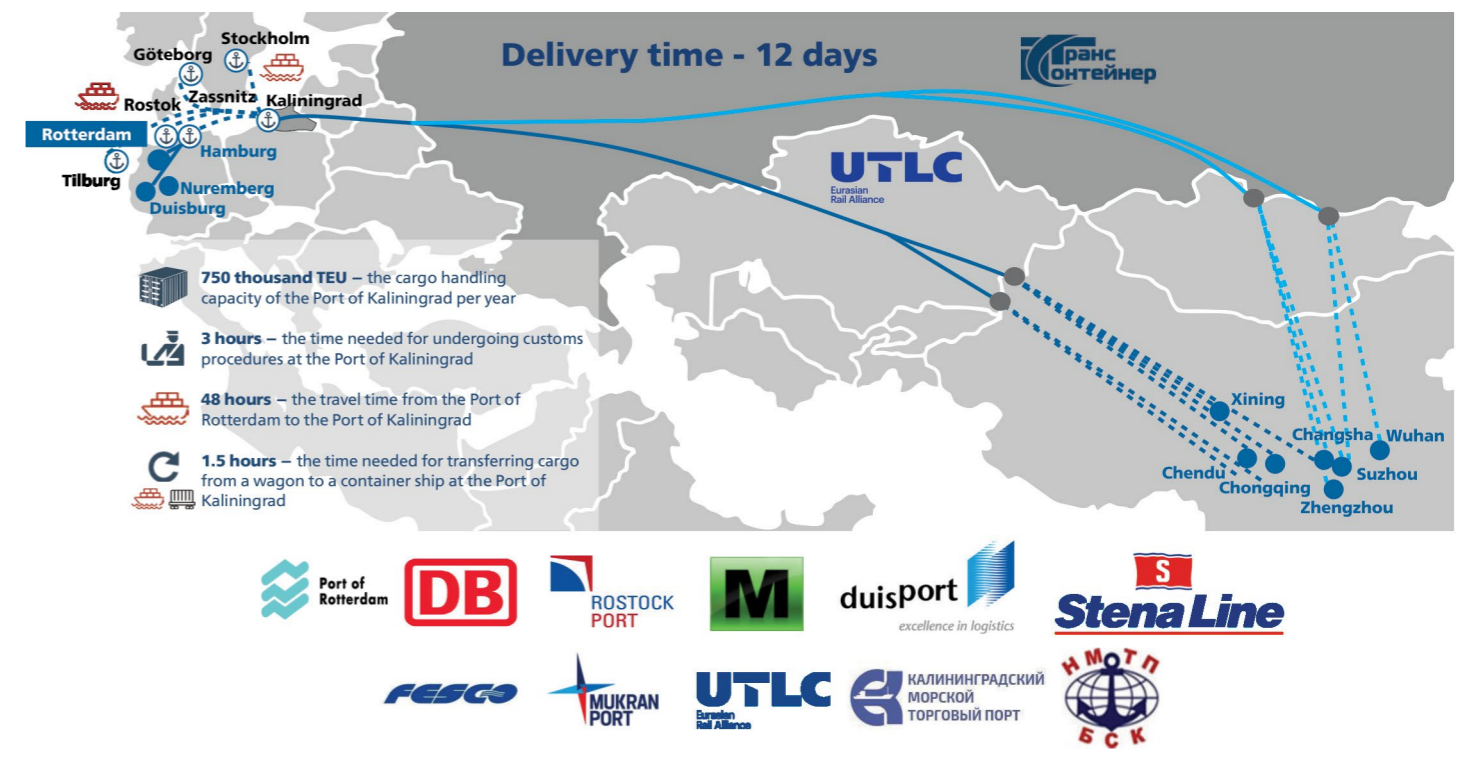 Delivery time - 12 days
Транс
Контейнер
Stockholm
Göteborg
Rostok
Zassnitz
Kaliningrad
Rotterdam
Hamburg
Tilburg
Nuremberg
Duisburg
UTLC
Eurasian
Rail Alliance
750 thousand TEU – the cargo handling
capacity of the Port of Kaliningrad per year
3 hours – the time needed for undergoing customs
procedures at the Port of Kaliningrad
48 hours – the travel time from the Port of
Rotterdam to the Port of Kaliningrad
1.5 hours – the time needed for transferring cargo
from a wagon to a container ship at the Port of
Kaliningrad
Xining
Changsha
Wuhan
Chendu
Suzhou
Chongqing
Zhengzhou
Port of
Rotterdam
DB
ROSTOCK
PORT
M
duisport
excellence in logistics
S
Stena Line
FESCO
MUKRAN
PORT
UTLC
Eurasian
Rail Alliance
КАЛИНИНГРАДСКИЙ
МОРСКОЙ
ТОРГОВЫЙ ПОРТ
НМТП
БСК